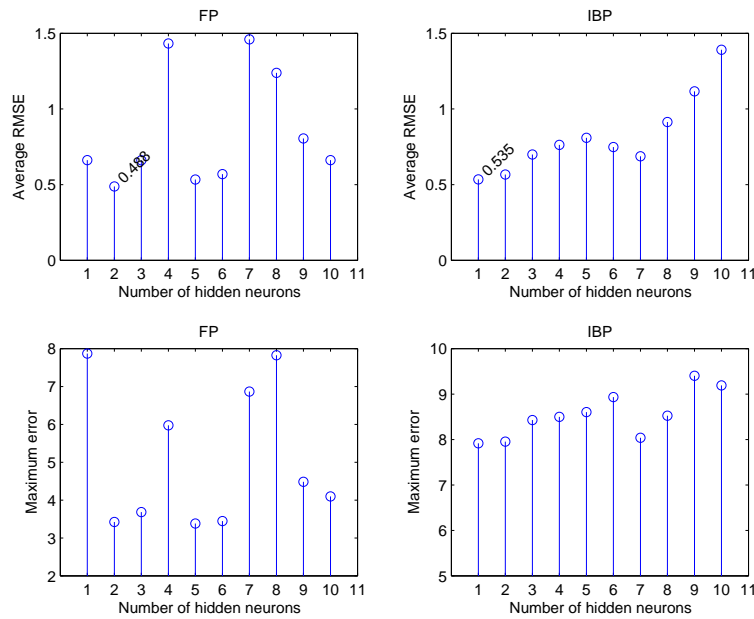 FP
1.5
1
0.5
0
Average RMSE
0.488
1 2 3 4 5 6 7 8 9 10 11
Number of hidden neurons
IBP
1.5
1
0.5
0
Average RMSE
0.535
1 2 3 4 5 6 7 8 9 10 11
Number of hidden neurons
FP
8
7
6
5
4
3
2
Maximum error
1 2 3 4 5 6 7 8 9 10 11
Number of hidden neurons
IBP
10
9
8
7
6
5
Maximum error
1 2 3 4 5 6 7 8 9 10 11
Number of hidden neurons